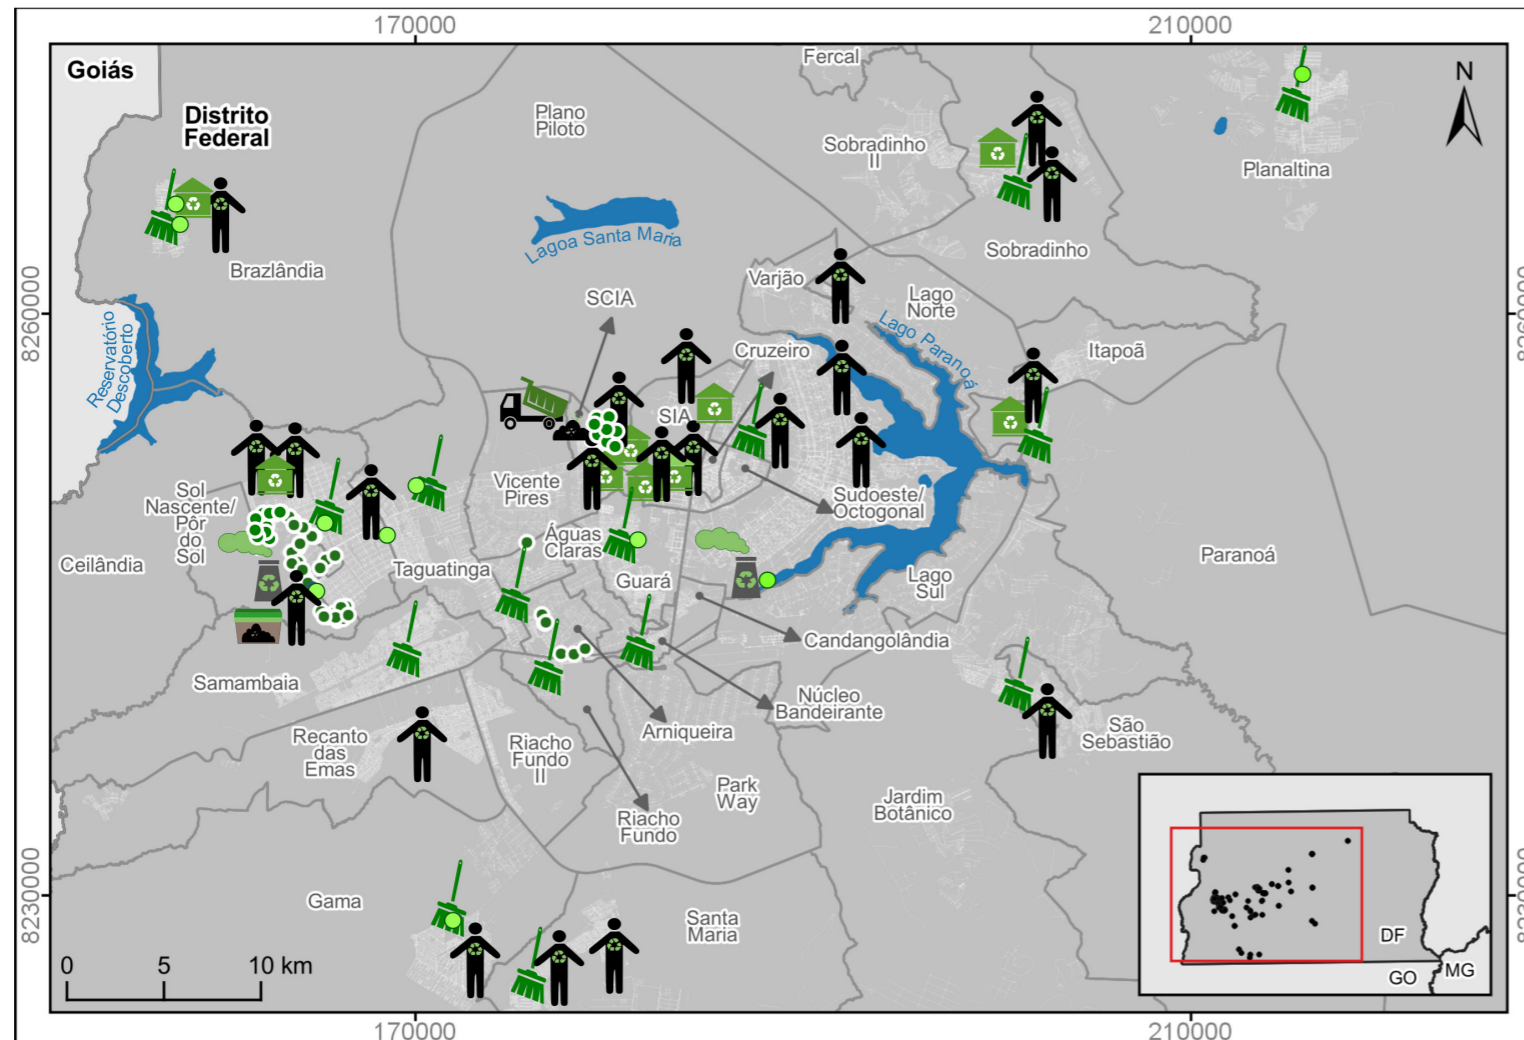 170000
210000
Goiás
Distrito
Federal
Fercal
Plano
Piloto
Sobradinho
II
N
Planaltina
Lagoa Santa Maria
Sobradinho
Brazlândia
Varjão
Lago
Norte
SCIA
8260000
8260000
Reservatório
Descoberto
Lago Paranoá
Cruzeiro
Itapoã
SIA
Vicente
Pires
Sol
Nascente/
Pôr
do
Sol
Sudoeste/
Octogonal
Águas
Claras
Ceilândia
Taguatinga
Guará
Lago
Sul
Paranoá
Candangolândia
Samambaia
Núcleo
Bandeirante
Arniqueira
São
Sebastião
Recanto
das
Emas
Riacho
Fundo
II
Park
Way
Jardim
Botânico
Riacho
Fundo
Gama
Santa
Maria
8230000
8230000
0 5 10 km
DF
GO
MG
170000
210000